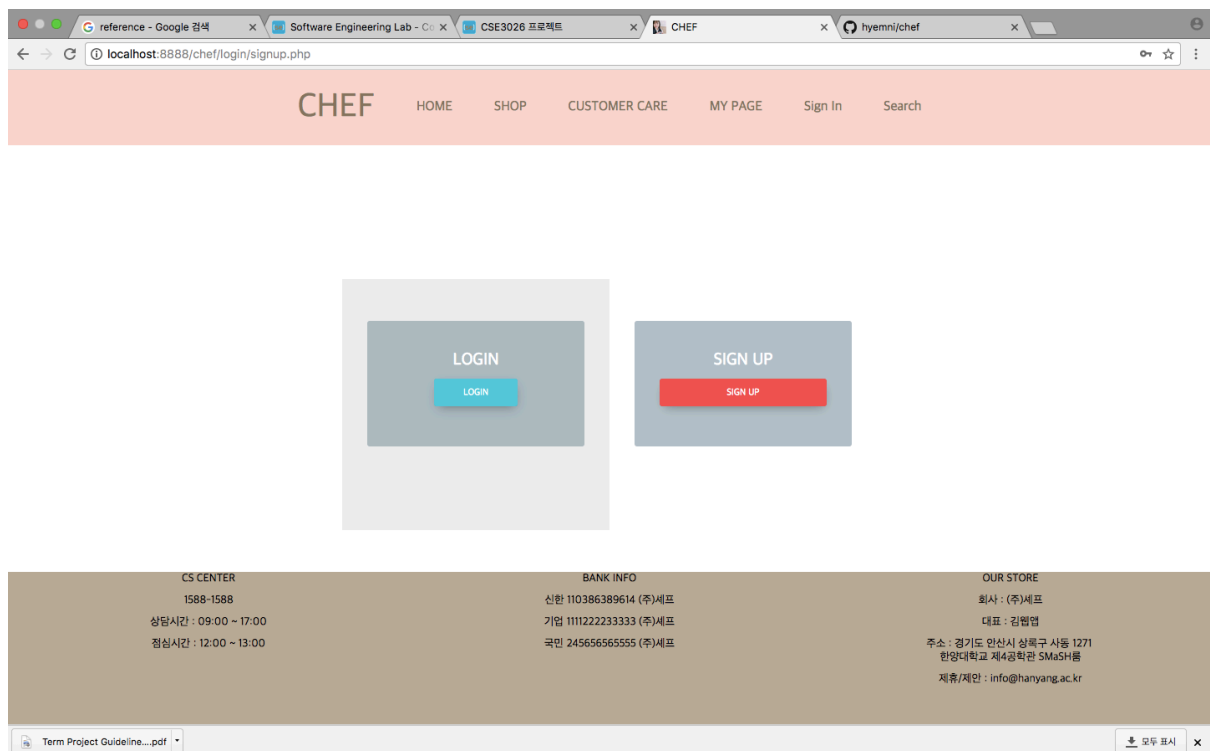 reference - Google 검색
Software Engineering Lab - Co
CSE3026 프로젝트
CHEF
hyemni/chef
localhost:8888/chef/login/signup.php
CHEF HOME SHOP CUSTOMER CARE MY PAGE Sign In Search
LOGIN
LOGIN
SIGN UP
SIGN UP
CS CENTER
1588-1588
상담시간 : 09:00 ~ 17:00
점심시간 : 12:00 ~ 13:00
BANK INFO
신한 110386389614 (주)셰프
기업 1111222233333 (주)셰프
국민 245656565555 (주)셰프
OUR STORE
회사 : (주)셰프
대표 : 김웹앱
주소 : 경기도 안산시 상록구 사동 1271
한양대학교 제4공학관 SMaSH룸
제휴/제안 : info@hanyang.ac.kr
Term Project Guideline....pdf
모두 표시